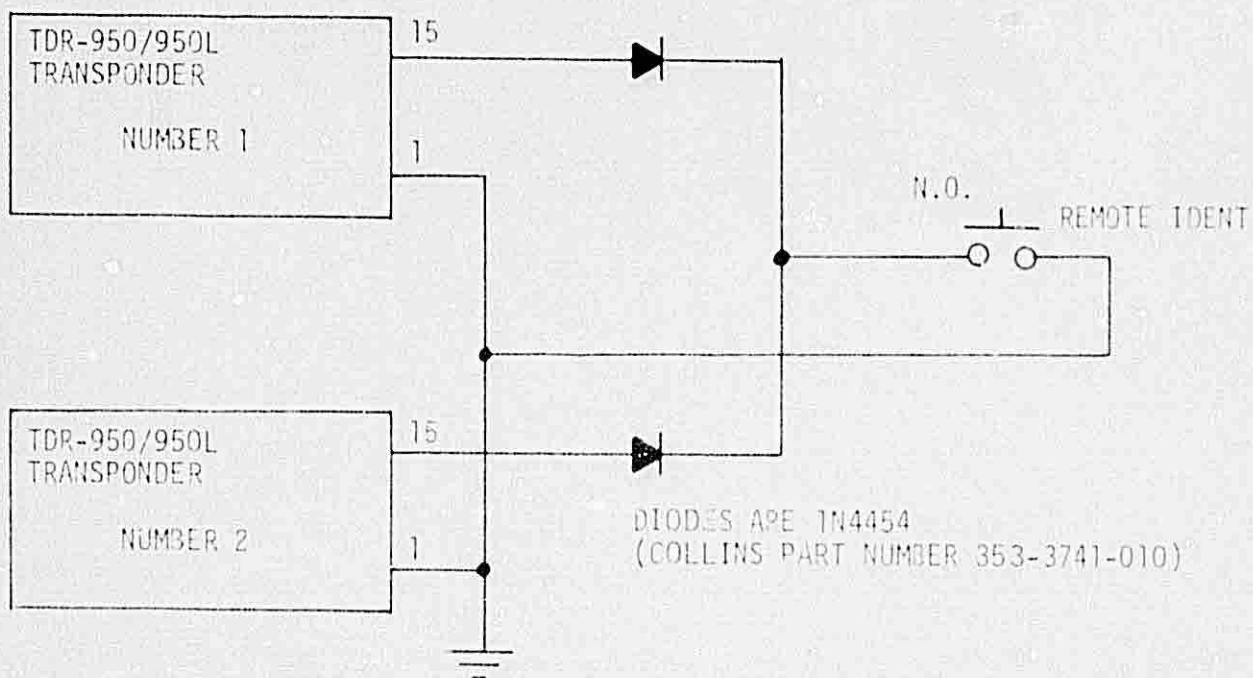 TDR-950/950L
TRANSPONDER
NUMBER 1
15
1
N.O.
REMOTE IDENT
TDR-950/950L
TRANSPONDER
NUMBER 2
15
1
DIODES ARE 1N4454
(COLLINS PART NUMBER 353-3741-010)